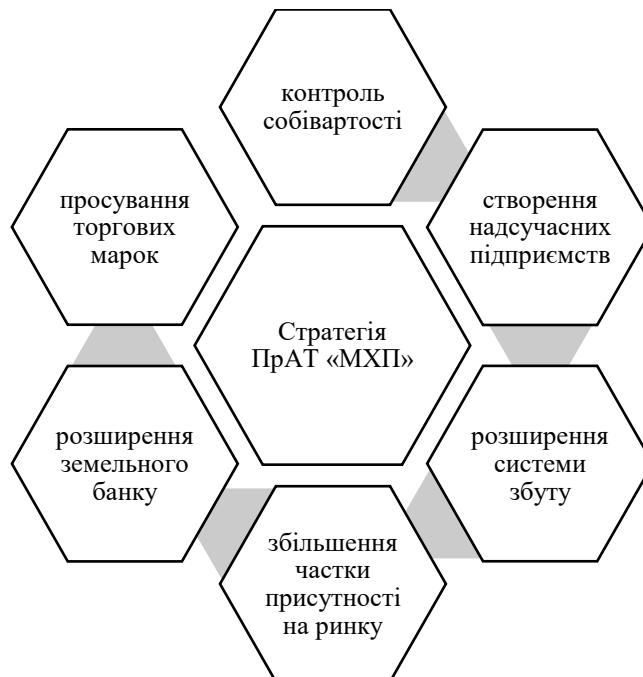 контроль
собівартості
створення
надсучасних
підприємств
розширення
системи
збуту
збільшення
частки
присутності
на ринку
розширення
земельного
банку
просування
торгових
марок
Стратегія
ПрАТ «МХП»